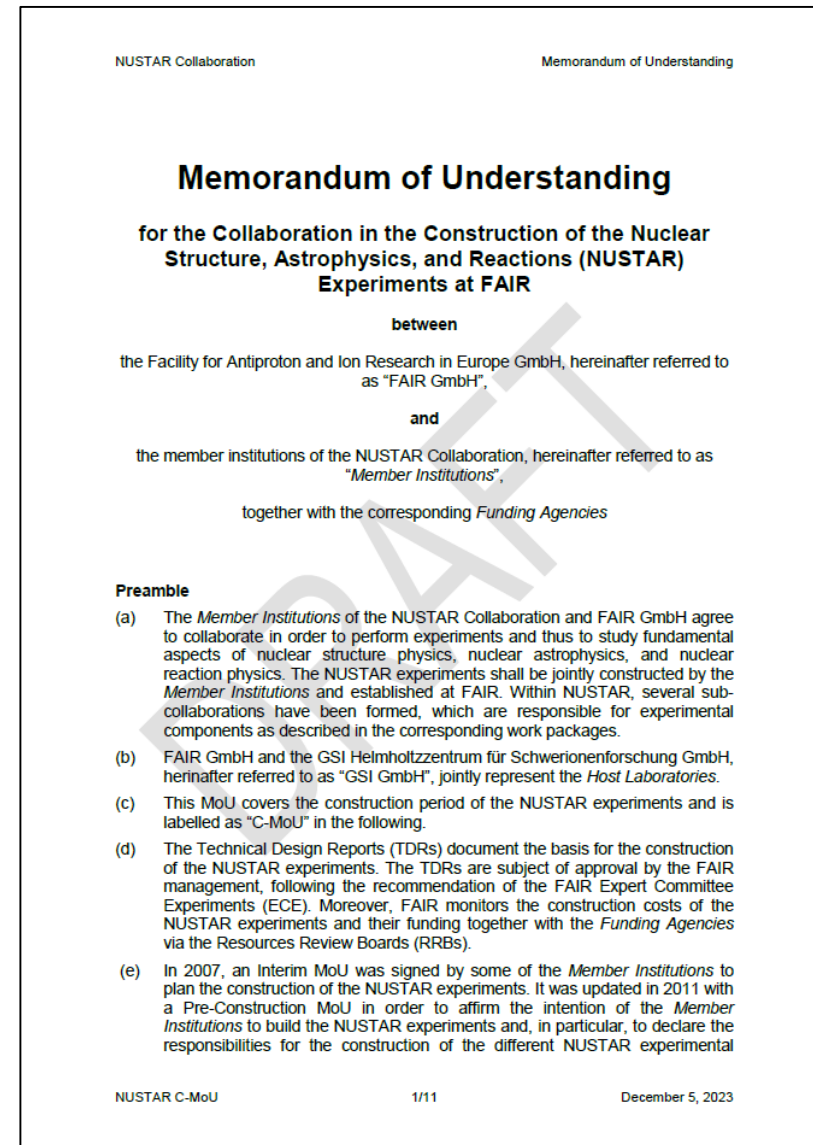 NUSTAR Collaboration Memorandum of Understanding
Memorandum of Understanding
for the Collaboration in the Construction of the Nuclear
Structure, Astrophysics, and Reactions (NUSTAR)
Experiments at FAIR
between
the Facility for Antiproton and Ion Research in Europe GmbH, hereinafter referred to
as “FAIR GmbH”,
and
the member institutions of the NUSTAR Collaboration, hereinafter referred to as
“Member Institutions”,
together with the corresponding Funding Agencies
DRAFT
Preamble
(a) The Member Institutions of the NUSTAR Collaboration and FAIR GmbH agree
to collaborate in order to perform experiments and thus to study fundamental
aspects of nuclear structure physics, nuclear astrophysics, and nuclear
reaction physics. The NUSTAR experiments shall be jointly constructed by the
Member Institutions and established at FAIR. Within NUSTAR, several sub-
collaborations have been formed, which are responsible for experimental
components as described in the corresponding work packages.
(b) FAIR GmbH and the GSI Helmholtzzentrum für Schwerionenforschung GmbH,
herinafter referred to as “GSI GmbH”, jointly represent the Host Laboratories.
(c) This MoU covers the construction period of the NUSTAR experiments and is
labelled as “C-MoU” in the following.
(d) The Technical Design Reports (TDRs) document the basis for the construction
of the NUSTAR experiments. The TDRs are subject of approval by the FAIR
management, following the recommendation of the FAIR Expert Committee
Experiments (ECE). Moreover, FAIR monitors the construction costs of the
NUSTAR experiments and their funding together with the Funding Agencies
via the Resources Review Boards (RRBs).
(e) In 2007, an Interim MoU was signed by some of the Member Institutions to
plan the construction of the NUSTAR experiments. It was updated in 2011 with
a Pre-Construction MoU in order to affirm the intention of the Member
Institutions to build the NUSTAR experiments and, in particular, to declare the
responsibilities for the construction of the different NUSTAR experimental
NUSTAR C-MoU 1/11 December 5, 2023